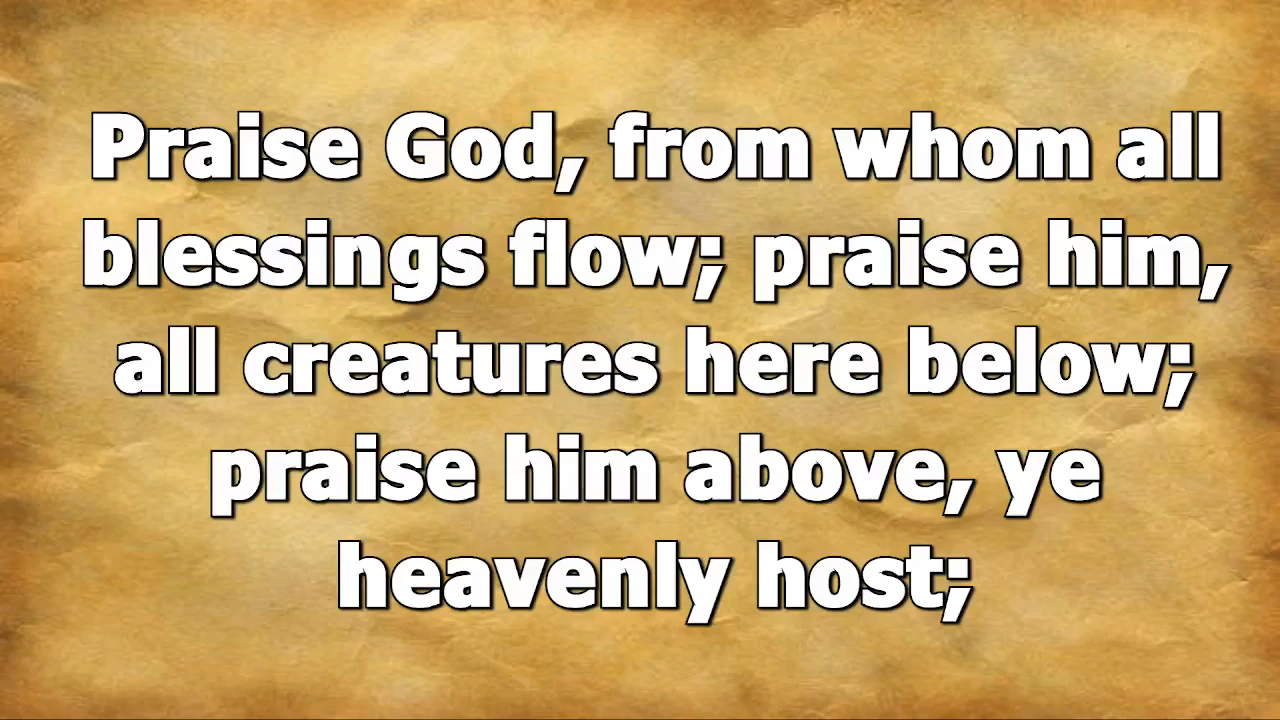 Praise God, from whom all
blessings flow; praise him,
all creatures here below;
praise him above, ye
heavenly host;